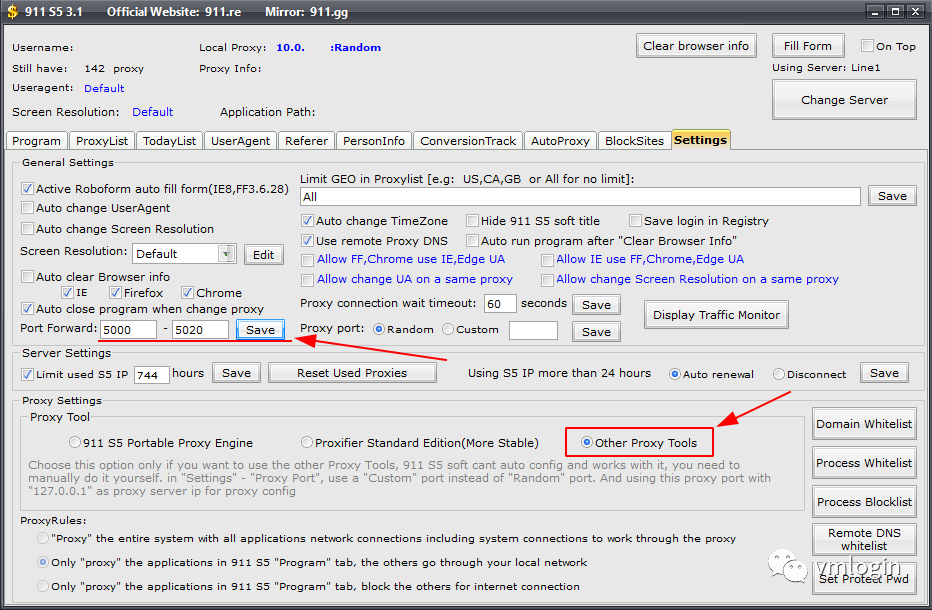 911 S5 3.1 Official Website: 911.re Mirror: 911.gg
Username: Local Proxy: 10.0. :Random Clear browser info Fill Form On Top
Still have: 142 proxy Proxy Info: Using Server: Line1
Useragent: Default Change Server
Screen Resolution: Default Application Path:
Program ProxyList TodayList UserAgent Referer PersonInfo ConversionTrack AutoProxy BlockSites Settings
General Settings
Active Roboform auto fill form(IE8,FF3.6.28) Limit GEO in Proxylist [e.g: US,CA,GB or All for no limit]:
Auto change UserAgent All Save
Auto change Screen Resolution Auto change TimeZone Hide 911 S5 soft title Save login in Registry
Screen Resolution: Default Edit Use remote Proxy DNS Auto run program after "Clear Browser Info"
Allow FF,Chrome use IE,Edge UA Allow IE use FF,Chrome,Edge UA
Auto clear Browser info Allow change UA on a same proxy Allow change Screen Resolution on a same proxy
IE Firefox Chrome
Auto close program when change proxy Proxy connection wait timeout: 60 seconds Save Display Traffic Monitor
Port Forward: 5000 - 5020 Save Proxy port: Random Custom Save
Server Settings
Limit used S5 IP 744 hours Save Reset Used Proxies Using S5 IP more than 24 hours Auto renewal Disconnect Save
Proxy Settings
Proxy Tool
911 S5 Portable Proxy Engine Proxifier Standard Edition(More Stable) Other Proxy Tools
Choose this option only if you want to use the other Proxy Tools, 911 S5 soft cant auto config and works with it, you need to
manually do it yourself. in "Settings" - "Proxy Port", use a "Custom" port instead of "Random" port. And using this proxy port with
"127.0.0.1" as proxy server ip for proxy config
ProxyRules:
"Proxy" the entire system with all applications network connections including system connections to work through the proxy
Only "proxy" the applications in 911 S5 "Program" tab, the others go through your local network
Only "proxy" the applications in 911 S5 "Program" tab, block the others for internet connection
Domain Whitelist
Process Whitelist
Process Blocklist
Remote DNS
whitelist
Set Protect Pwd
vmlogin